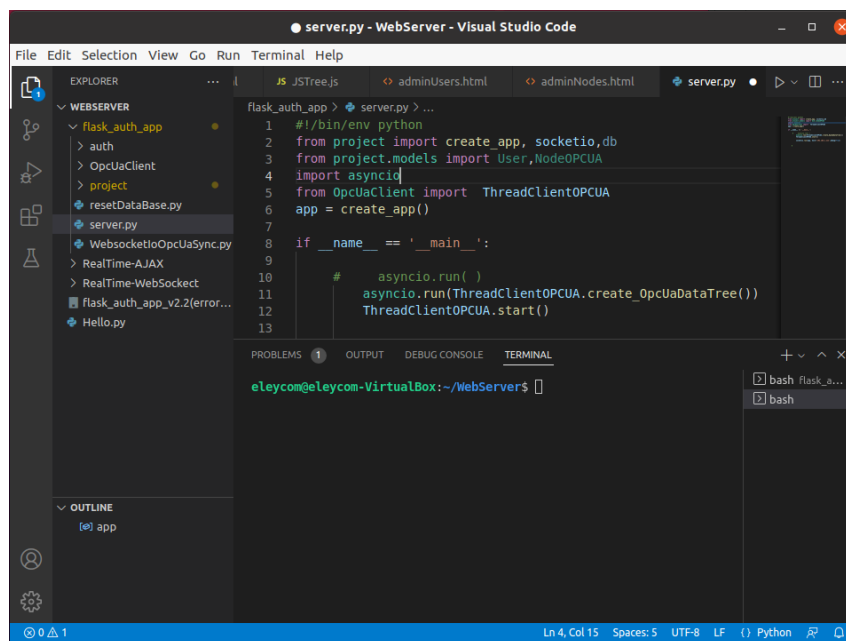 ● server.py - WebServer - Visual Studio Code
File Edit Selection View Go Run Terminal Help
EXPLORER ...
JS JSTree.js <> adminUsers.html <> adminNodes.html server.py ●
WEBSERVER
flask_auth_app
auth
OpcUaClient
project
resetDataBase.py
server.py
WebsocketIoOpcUaSync.py
RealTime-AJAX
RealTime-WebSockect
flask_auth_app_v2.2(error...
Hello.py
flask_auth_app > server.py > ...
1 #!/bin/env python
2 from project import create_app, socketio,db
3 from project.models import User,NodeOPCUA
4 import asyncio
5 from OpcUaClient import  ThreadClientOPCUA
6 app = create_app()
7
8 if __name__ == '__main__':
9
10 #     asyncio.run( )
11 asyncio.run(ThreadClientOPCUA.create_OpcUaDataTree())
12 ThreadClientOPCUA.start()
13
PROBLEMS 1 OUTPUT DEBUG CONSOLE TERMINAL
eleycom@eleycom-VirtualBox:~/WebServer$
bash flask_a...
bash
OUTLINE
app
1
0 1 Ln 4, Col 15 Spaces: 5 UTF-8 LF {} Python